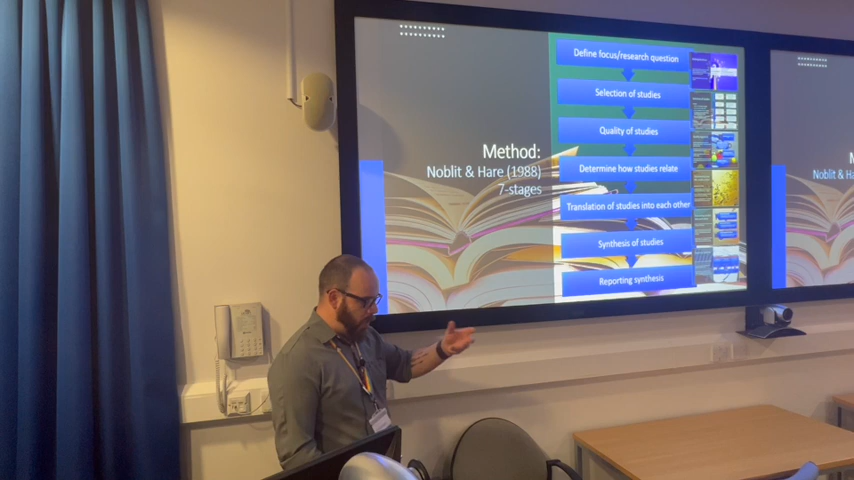 Method:
Noblit & Hare (1988)
7-stages
Define focus/research question
Selection of studies
Quality of studies
Determine how studies relate
Translation of studies into each other
Synthesis of studies
Reporting synthesis
Noblit & Ha